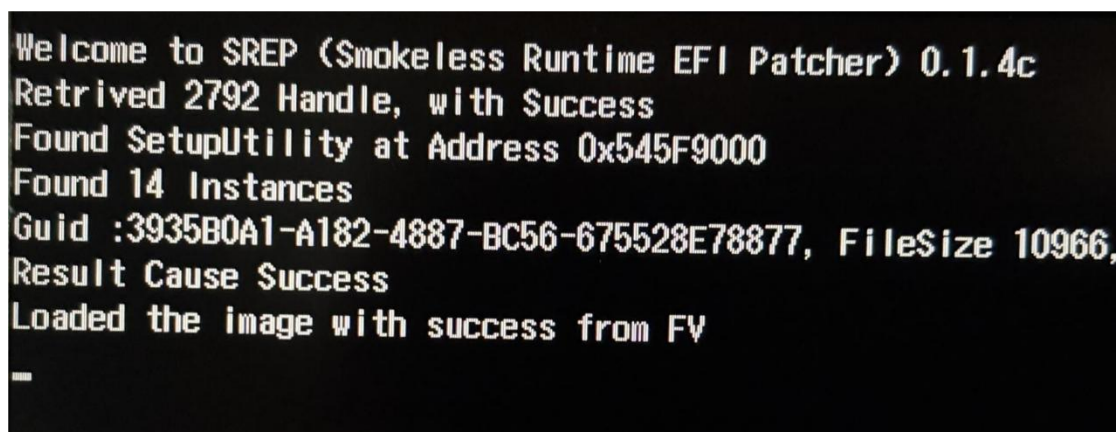 Welcome to SREP (Smokeless Runtime EFI Patcher) 0.1.4c
Retrived 2792 Handle, with Success
Found SetupUtility at Address 0x545F9000
Found 14 Instances
Guid :3935B0A1-A182-4887-BC56-675528E78877, FileSize 10966,
Result Cause Success
Loaded the image with success from FV